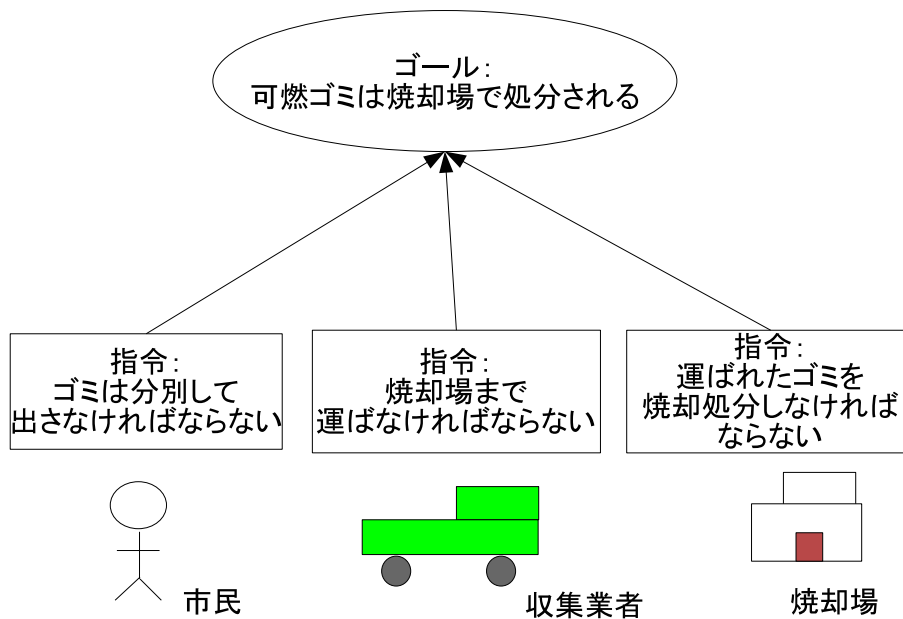 ゴール：
可燃ゴミは焼却場で処分される
指令：
ゴミは分別して
出さなければならない
指令：
焼却場まで
運ばなければならない
指令：
運ばれたゴミを
焼却処分しなければ
ならない
市民
収集業者
焼却場